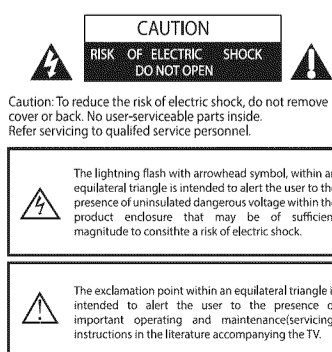 CAUTION
RISK OF ELECTRIC SHOCK
DO NOT OPEN
Caution: To reduce the risk of electric shock, do not remove
cover or back. No user-serviceable parts inside.
Refer servicing to qualifed service personnel.
The lightning flash with arrowhead symbol, within an
equilateral triangle is intended to alert the user to the
presence of uninsulated dangerous voltage within the
product enclosure that may be of sufficien
magnitude to consithte a risk of electric shock.
The exclamation point within an equilateral triangle i
intended to alert the user to the presence o
important operating and maintenance(servicing
instructions in the literature accompanying the TV.